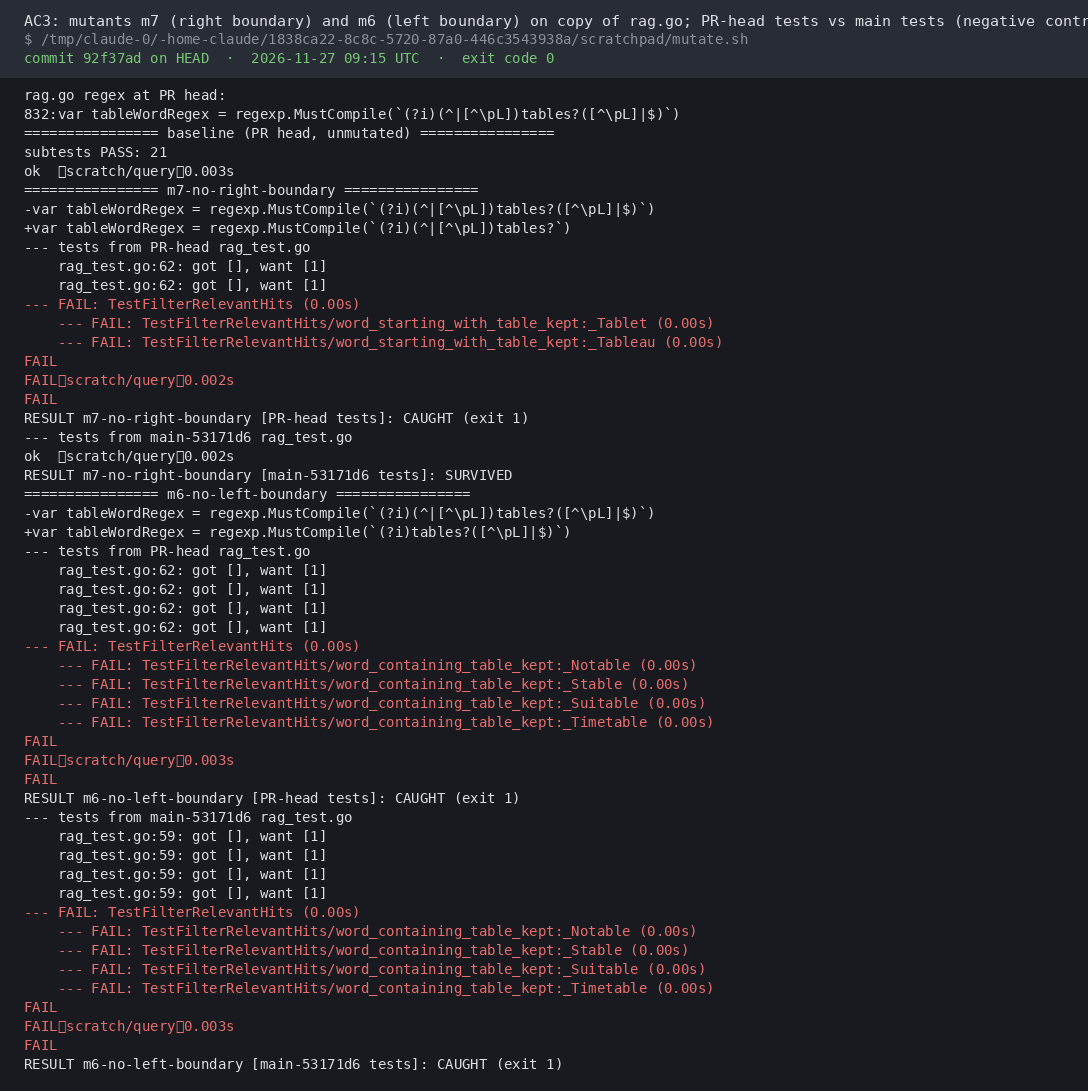 AC3: mutants m7 (right boundary) and m6 (left boundary) on copy of rag.go; PR-head tests vs main tests (negative contr
$ /tmp/claude-0/-home-claude/1838ca22-8c8c-5720-87a0-446c3543938a/scratchpad/mutate.sh
commit 92f37ad on HEAD · 2026-11-27 09:15 UTC · exit code 0
rag.go regex at PR head:
832:var tableWordRegex = regexp.MustCompile(`(?i)(^|[^\pL])tables?([^\pL]|$)`)
================ baseline (PR head, unmutated) ================
subtests PASS: 21
ok  scratch/query 0.003s
================ m7-no-right-boundary ================
-var tableWordRegex = regexp.MustCompile(`(?i)(^|[^\pL])tables?([^\pL]|$)`)
+var tableWordRegex = regexp.MustCompile(`(?i)(^|[^\pL])tables?`)
--- tests from PR-head rag_test.go
    rag_test.go:62: got [], want [1]
    rag_test.go:62: got [], want [1]
--- FAIL: TestFilterRelevantHits (0.00s)
    --- FAIL: TestFilterRelevantHits/word_starting_with_table_kept:_Tablet (0.00s)
    --- FAIL: TestFilterRelevantHits/word_starting_with_table_kept:_Tableau (0.00s)
FAIL
FAIL scratch/query 0.002s
FAIL
RESULT m7-no-right-boundary [PR-head tests]: CAUGHT (exit 1)
--- tests from main-53171d6 rag_test.go
ok  scratch/query 0.002s
RESULT m7-no-right-boundary [main-53171d6 tests]: SURVIVED
================ m6-no-left-boundary ================
-var tableWordRegex = regexp.MustCompile(`(?i)(^|[^\pL])tables?([^\pL]|$)`)
+var tableWordRegex = regexp.MustCompile(`(?i)tables?([^\pL]|$)`)
--- tests from PR-head rag_test.go
    rag_test.go:62: got [], want [1]
    rag_test.go:62: got [], want [1]
    rag_test.go:62: got [], want [1]
    rag_test.go:62: got [], want [1]
--- FAIL: TestFilterRelevantHits (0.00s)
    --- FAIL: TestFilterRelevantHits/word_containing_table_kept:_Notable (0.00s)
    --- FAIL: TestFilterRelevantHits/word_containing_table_kept:_Stable (0.00s)
    --- FAIL: TestFilterRelevantHits/word_containing_table_kept:_Suitable (0.00s)
    --- FAIL: TestFilterRelevantHits/word_containing_table_kept:_Timetable (0.00s)
FAIL
FAIL scratch/query 0.003s
FAIL
RESULT m6-no-left-boundary [PR-head tests]: CAUGHT (exit 1)
--- tests from main-53171d6 rag_test.go
    rag_test.go:59: got [], want [1]
    rag_test.go:59: got [], want [1]
    rag_test.go:59: got [], want [1]
    rag_test.go:59: got [], want [1]
--- FAIL: TestFilterRelevantHits (0.00s)
    --- FAIL: TestFilterRelevantHits/word_containing_table_kept:_Notable (0.00s)
    --- FAIL: TestFilterRelevantHits/word_containing_table_kept:_Stable (0.00s)
    --- FAIL: TestFilterRelevantHits/word_containing_table_kept:_Suitable (0.00s)
    --- FAIL: TestFilterRelevantHits/word_containing_table_kept:_Timetable (0.00s)
FAIL
FAIL scratch/query 0.003s
FAIL
RESULT m6-no-left-boundary [main-53171d6 tests]: CAUGHT (exit 1)